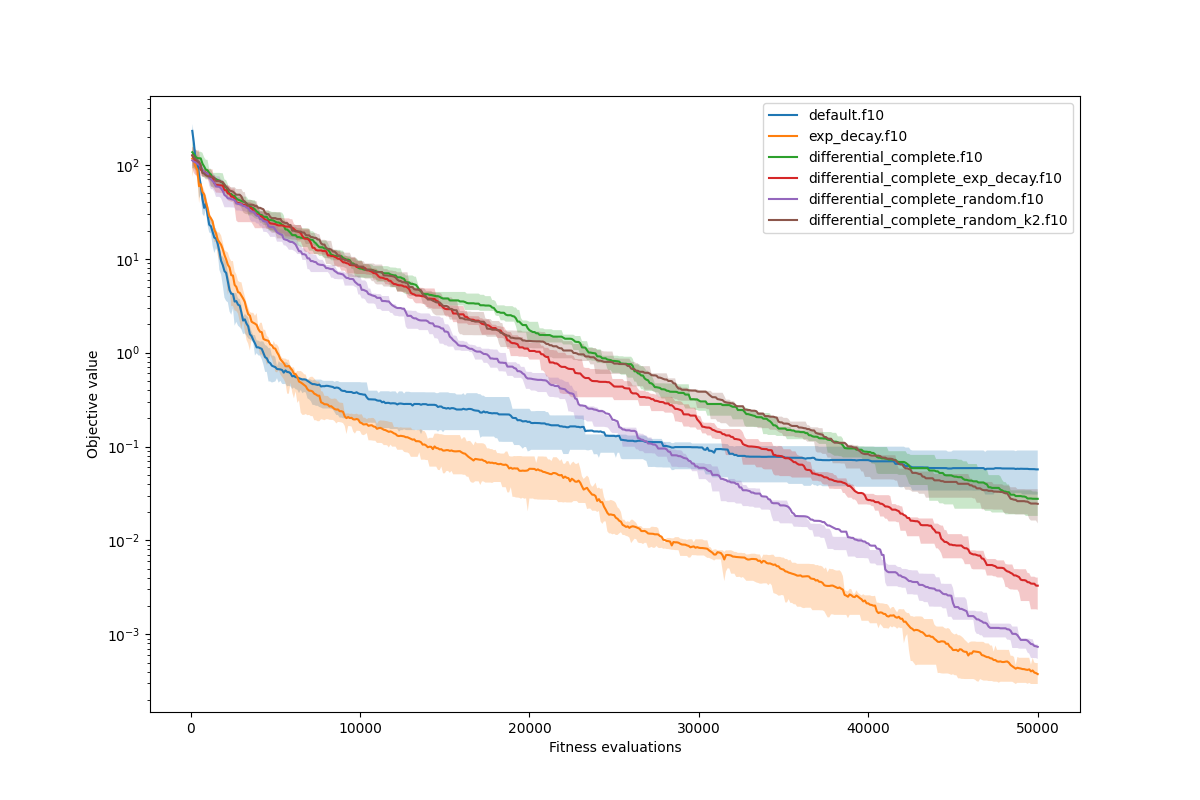 default.f10
exp_decay.f10
differential_complete.f10
differential_complete_exp_decay.f10
differential_complete_random.f10
differential_complete_random_k2.f10
Objective value
10²
10¹
10⁰
10⁻¹
10⁻²
10⁻³
0 10000 20000 30000 40000 50000
Fitness evaluations